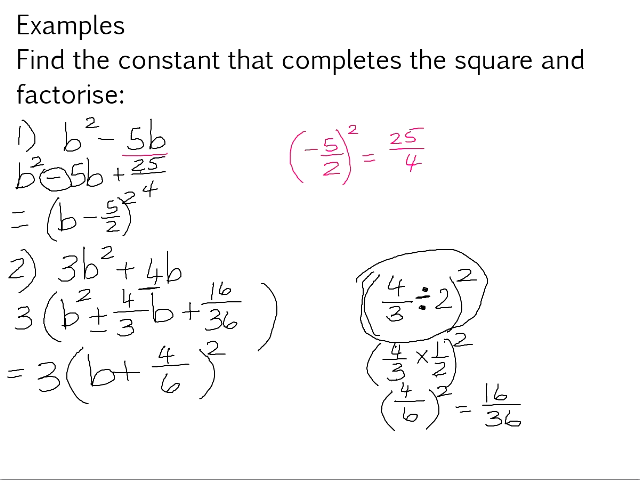 Examples
Find the constant that completes the square and
factorise:
1) b² - 5b
b² - 5b + 25/4
= (b - 5/2)²
(-5/2)² = 25/4
2) 3b² + 4b
3(b² + 4/3 b + 16/36)
= 3(b + 4/6)²
(4/3 ÷ 2)²
(4/3 × 1/2)²
(4/6)² = 16/36